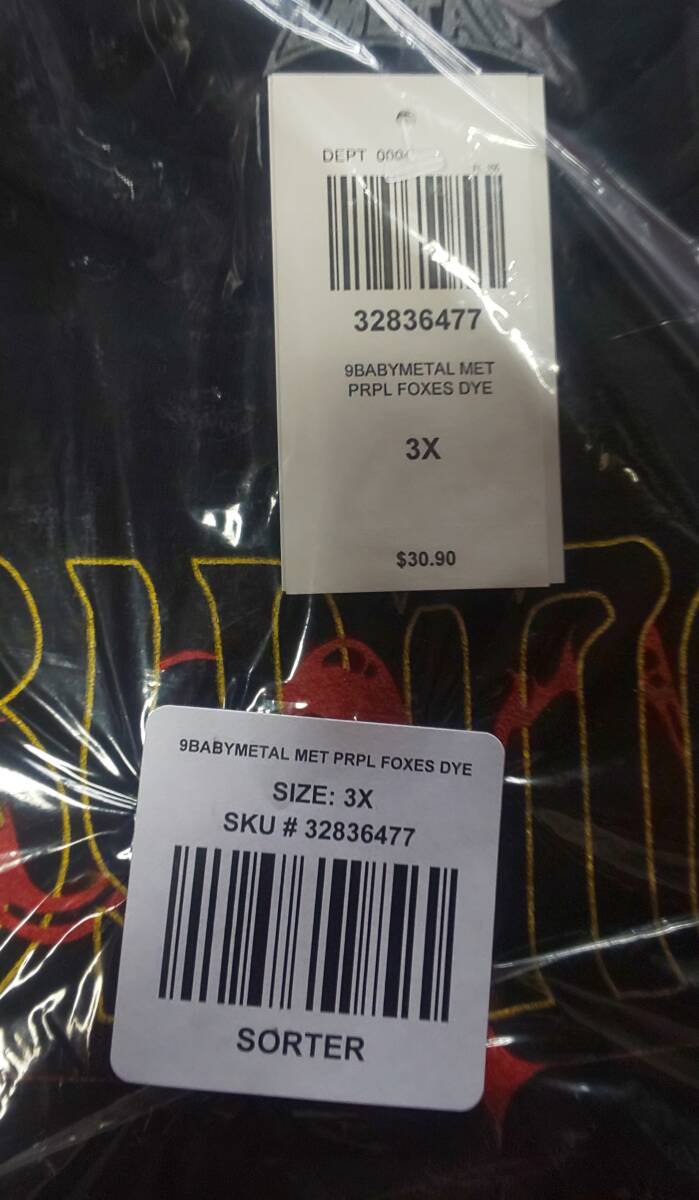 META
DEPT
32836477
9BABYMETAL MET
PRPL FOXES DYE
3X
$30.90
9BABYMETAL MET PRPL FOXES DYE
SIZE: 3X
SKU # 32836477
SORTER